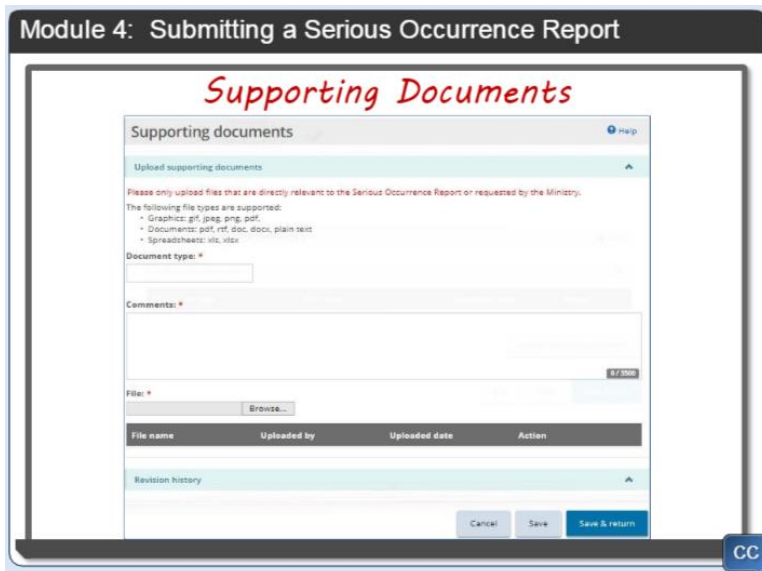 Module 4: Submitting a Serious Occurrence Report
Supporting Documents
Supporting documents
Help
Upload supporting documents
Please only upload files that are directly relevant to the Serious Occurrence Report or requested by the Ministry.
The following file types are supported:
• Graphics: gif, jpeg, png, pdf,
• Documents: pdf, rtf, doc, docx, plain text
• Spreadsheets: xls, xlsx
Document type: *
Comments: *
0 / 3500
File: *
Browse...
File name Uploaded by Uploaded date Action
Revision history
Cancel Save Save & return
CC